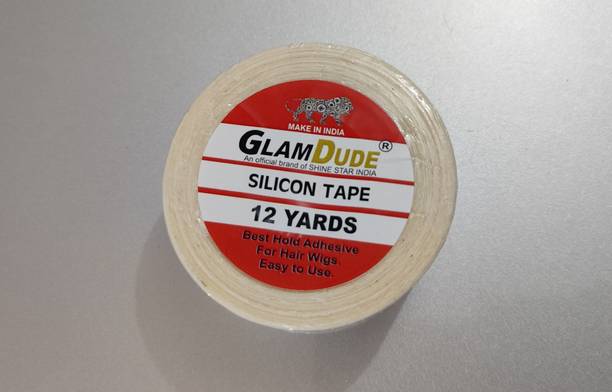 MAKE IN INDIA
GLAMDUDE®
An official brand of SHINE STAR INDIA
SILICON TAPE
12 YARDS
Best Hold Adhesive
For Hair Wigs.
Easy to Use.